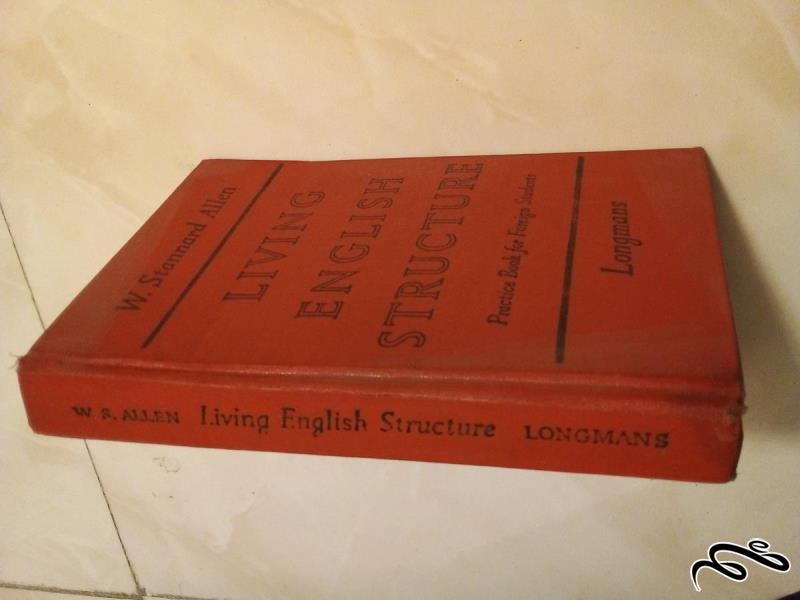 W. Stannard Allen
LIVING
ENGLISH
STRUCTURE
Practice Book for Foreign Students
Longmans
W. S. ALLEN Living English Structure LONGMANS